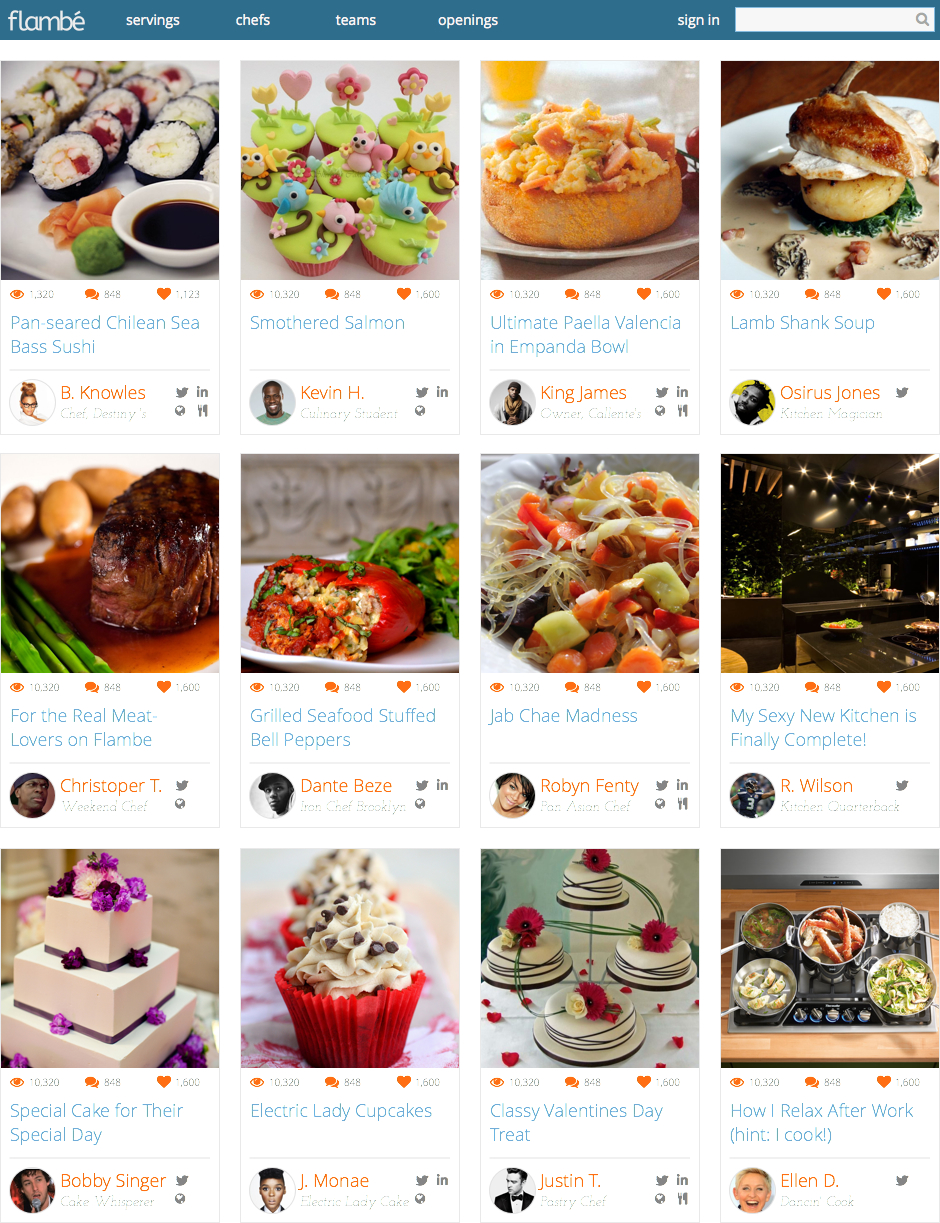 flambé servings chefs teams openings sign in
1,320 848 1,123
Pan-seared Chilean Sea
Bass Sushi
B. Knowles
Chef, Destiny's
10,320 848 1,600
Smothered Salmon
Kevin H.
Culinary Student
10,320 848 1,600
Ultimate Paella Valencia
in Empanda Bowl
King James
Owner, Caliente's
10,320 848 1,600
Lamb Shank Soup
Osirus Jones
Kitchen Magician
10,320 848 1,600
For the Real Meat-
Lovers on Flambe
Christoper T.
Weekend Chef
10,320 848 1,600
Grilled Seafood Stuffed
Bell Peppers
Dante Beze
Iron Chef Brooklyn
10,320 848 1,600
Jab Chae Madness
Robyn Fenty
Pan-Asian Chef
10,320 848 1,600
My Sexy New Kitchen is
Finally Complete!
R. Wilson
Kitchen Quarterback
10,320 848 1,600
Special Cake for Their
Special Day
Bobby Singer
Cake Whisperer
10,320 848 1,600
Electric Lady Cupcakes
J. Monae
Electric Lady Cake
10,320 848 1,600
Classy Valentines Day
Treat
Justin T.
Pastry Chef
10,320 848 1,600
How I Relax After Work
(hint: I cook!)
Ellen D.
Dancin' Cook